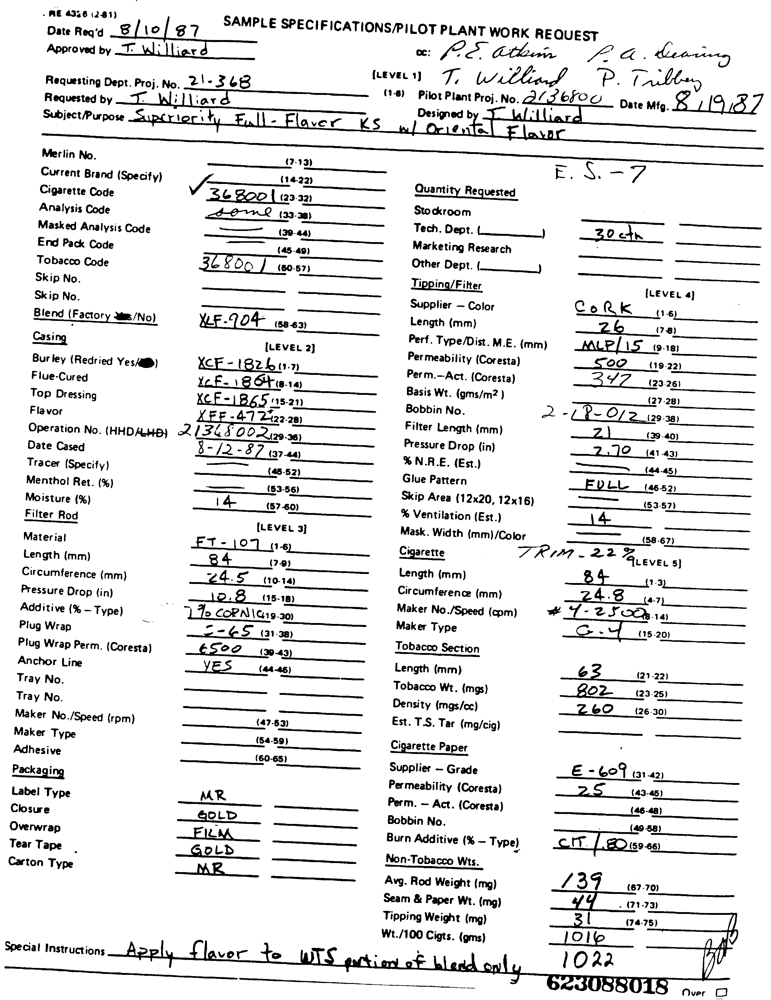 RE 4326 (2-81)
SAMPLE SPECIFICATIONS/PILOT PLANT WORK REQUEST
Date Req'd 8/10/87
Approved by T. Williard
cc: P.E. Atkim P. A. Dearing
[LEVEL 1] T. Williard P. Tribbey
Requesting Dept. Proj. No. 21-368
(1-6) Pilot Plant Proj. No. 2136800 Date Mfg. 8/19/87
Requested by T. Williard
Designed by T Williard
Subject/Purpose Superiority Full-Flavor KS w/ Oriental Flavor
E. S. - 7
Merlin No. (7-13)
Current Brand (Specify) (14-22)
Cigarette Code ✓ 368001 (23-32)
Analysis Code same (33-38)
Masked Analysis Code (39-44)
End Pack Code (45-49)
Tobacco Code 368001 (50-57)
Skip No.
Skip No.
Blend (Factory Yes/No) XLF-904 (58-63)
Casing [LEVEL 2]
Burley (Redried Yes/ ) XCF-1826 (1-7)
Flue-Cured XCF-1864 (8-14)
Top Dressing XCF-1865 (15-21)
Flavor XFF-472 (22-28)
Operation No. (HHD/LHD) 21368002 (29-36)
Date Cased 8-12-87 (37-44)
Tracer (Specify) (45-52)
Menthol Ret. (%) (53-56)
Moisture (%) 14 (57-60)
Filter Rod [LEVEL 3]
Material FT-107 (1-6)
Length (mm) 84 (7-9)
Circumference (mm) 24.5 (10-14)
Pressure Drop (in) 10.8 (15-18)
Additive (% – Type) 7% COPNIG (19-30)
Plug Wrap C-65 (31-38)
Plug Wrap Perm. (Coresta) 6500 (39-43)
Anchor Line YES (44-46)
Tray No.
Tray No.
Maker No./Speed (rpm) (47-53)
Maker Type (54-59)
Adhesive (60-65)
Packaging
Label Type MR
Closure GOLD
Overwrap FILM
Tear Tape GOLD
Carton Type MR
Quantity Requested
Stockroom
Tech. Dept. ( ) 30 ctn
Marketing Research
Other Dept. ( )
Tipping/Filter [LEVEL 4]
Supplier – Color CORK (1-6)
Length (mm) 26 (7-8)
Perf. Type/Dist. M.E. (mm) MLP/15 (9-18)
Permeability (Coresta) 500 (19-22)
Perm.–Act. (Coresta) 347 (23-26)
Basis Wt. (gms/m²) (27-28)
Bobbin No. 2-LP-012 (29-38)
Filter Length (mm) 21 (39-40)
Pressure Drop (in) 2.70 (41-43)
% N.R.E. (Est.) (44-45)
Glue Pattern FULL (46-52)
Skip Area (12x20, 12x16) (53-57)
% Ventilation (Est.) 14
Mask. Width (mm)/Color (58-67)
Cigarette TRIM - 22% [LEVEL 5]
Length (mm) 84 (1-3)
Circumference (mm) 24.8 (4-7)
Maker No./Speed (cpm) #4-2500 (8-14)
Maker Type G-4 (15-20)
Tobacco Section
Length (mm) 63 (21-22)
Tobacco Wt. (mgs) 802 (23-25)
Density (mgs/cc) 260 (26-30)
Est. T.S. Tar (mg/cig)
Cigarette Paper
Supplier – Grade E-609 (31-42)
Permeability (Coresta) 25 (43-45)
Perm. – Act. (Coresta) (46-48)
Bobbin No. (49-58)
Burn Additive (% – Type) CIT /.80 (59-66)
Non-Tobacco Wts.
Avg. Rod Weight (mg) 139 (67-70)
Seam & Paper Wt. (mg) 44 (71-73)
Tipping Weight (mg) 31 (74-75)
Wt./100 Cigts. (gms) 1016
1022
Special Instructions Apply flavor to WTS portion of blend only
623088018
Over ☐